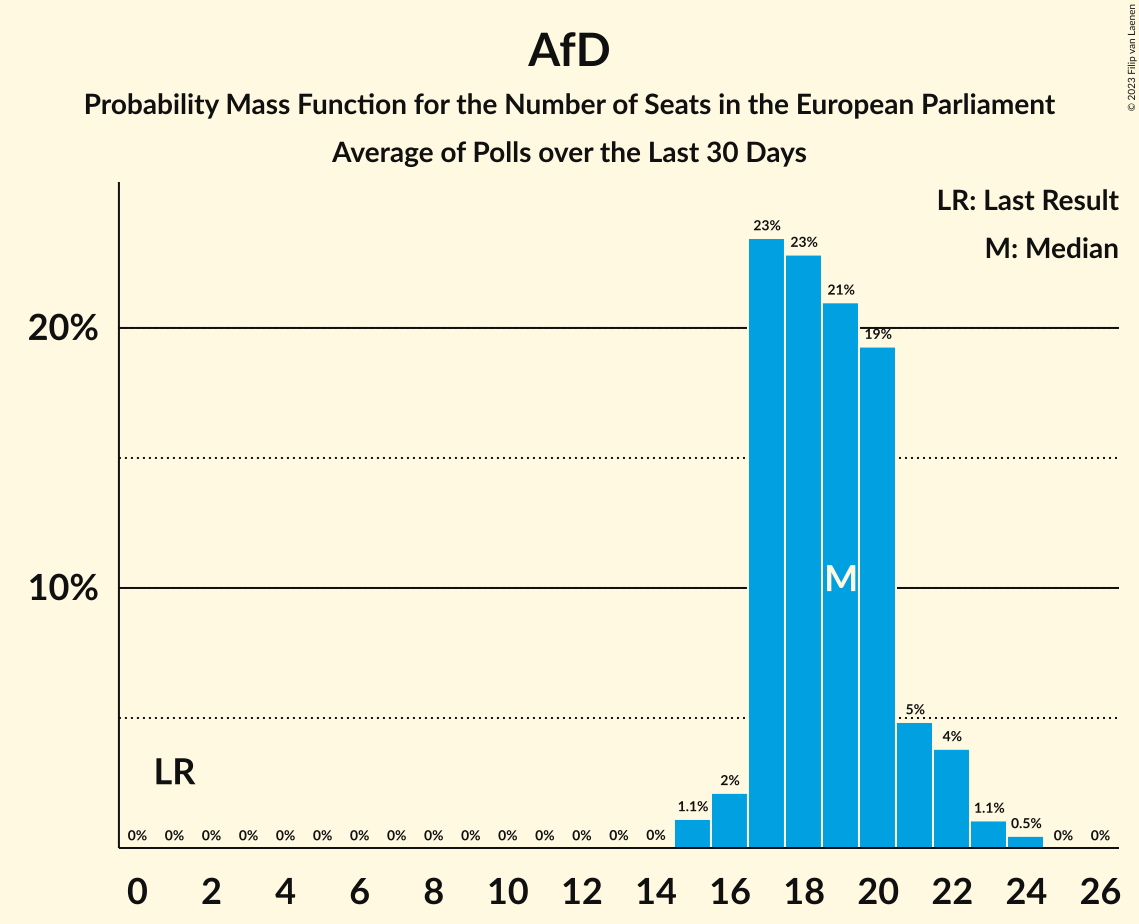 AfD
Probability Mass Function for the Number of Seats in the European Parliament
Average of Polls over the Last 30 Days
© 2023 Filip van Laenen
LR: Last Result
M: Median
23%
23%
21%
20%
19%
10%
M
5%
4%
LR
2%
1.1%
1.1%
0.5%
0% 0% 0% 0% 0% 0% 0% 0% 0% 0% 0% 0% 0% 0% 0% 0% 0%
0 2 4 6 8 10 12 14 16 18 20 22 24 26